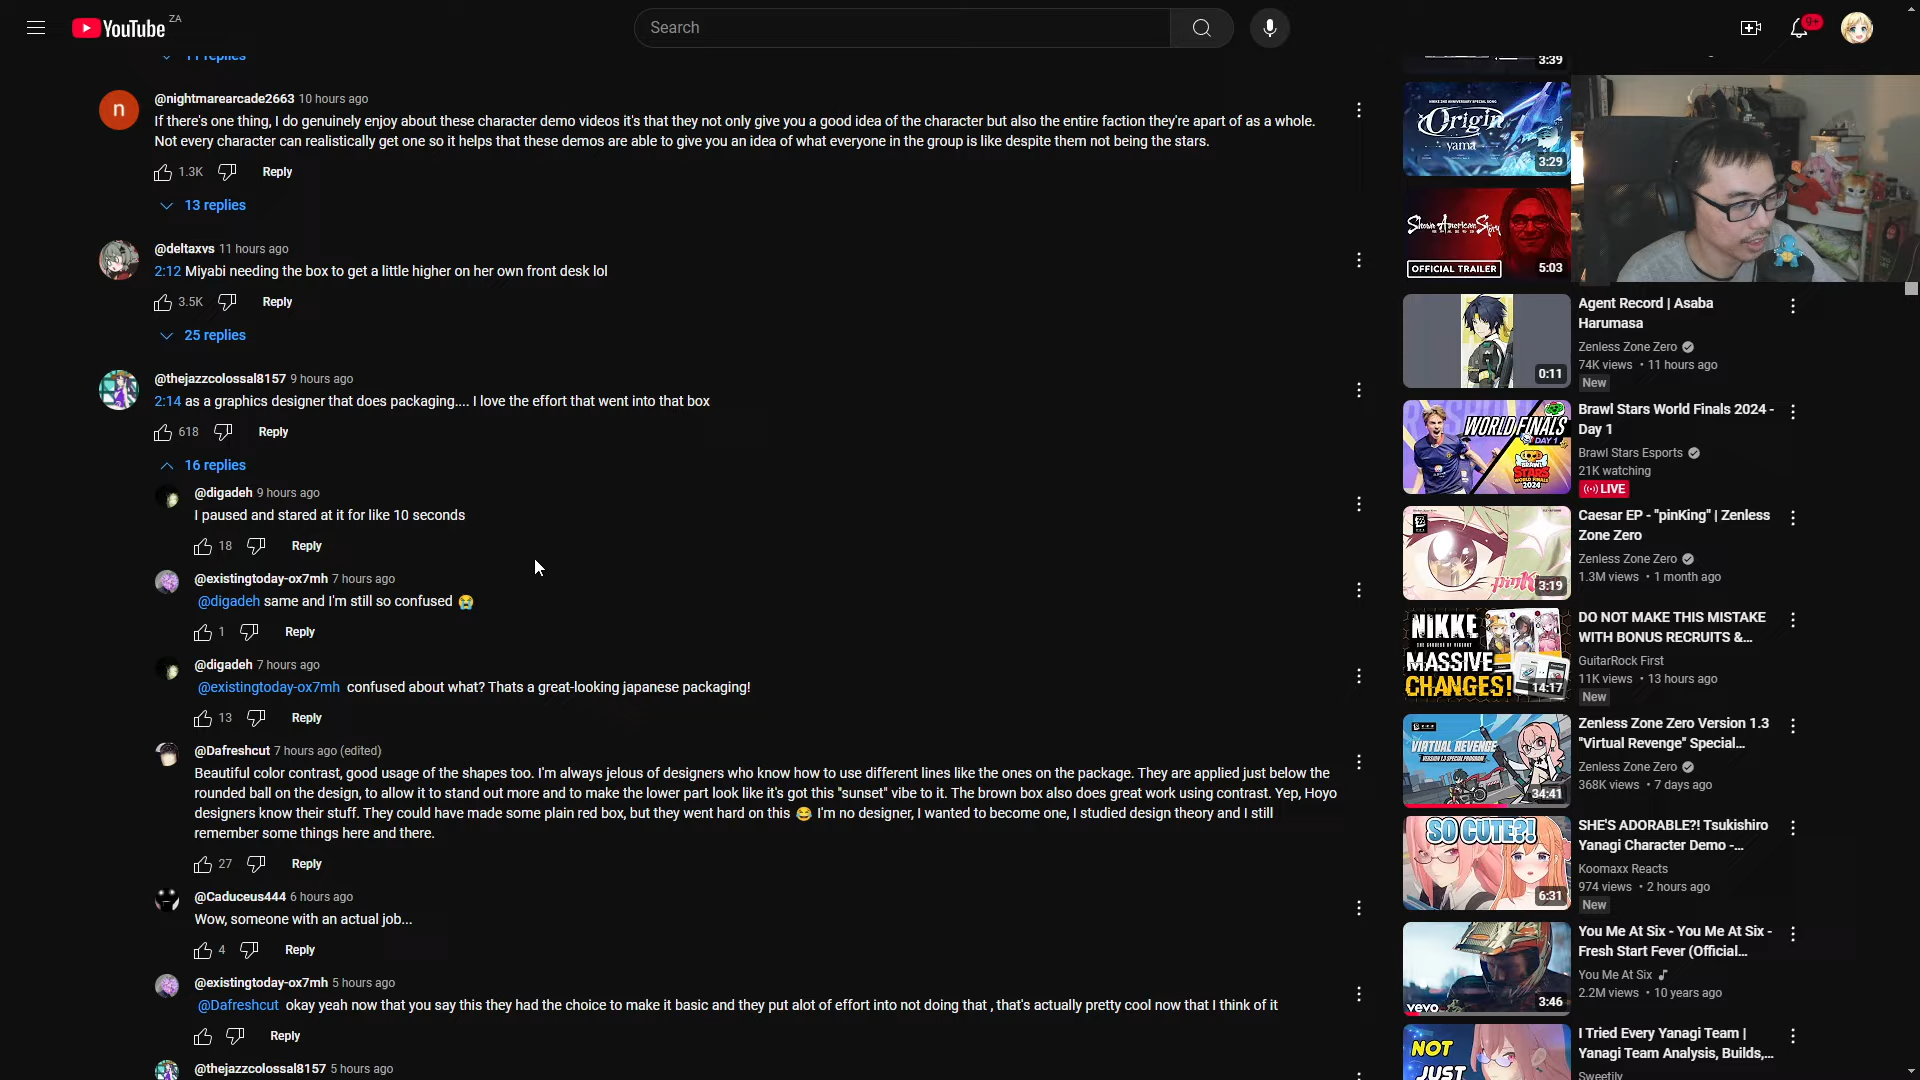 YouTube ZA
Search
9+
11 replies
@nightmarearcade2663 10 hours ago
If there's one thing, I do genuinely enjoy about these character demo videos it's that they not only give you a good idea of the character but also the entire faction they're apart of as a whole.
Not every character can realistically get one so it helps that these demos are able to give you an idea of what everyone in the group is like despite them not being the stars.
1.3K Reply
13 replies
@deltaxvs 11 hours ago
2:12 Miyabi needing the box to get a little higher on her own front desk lol
3.5K Reply
25 replies
@thejazzcolossal8157 9 hours ago
2:14 as a graphics designer that does packaging.... I love the effort that went into that box
618 Reply
16 replies
@digadeh 9 hours ago
I paused and stared at it for like 10 seconds
18 Reply
@existingtoday-ox7mh 7 hours ago
@digadeh same and I'm still so confused 😭
1 Reply
@digadeh 7 hours ago
@existingtoday-ox7mh confused about what? Thats a great-looking japanese packaging!
13 Reply
@Dafreshcut 7 hours ago (edited)
Beautiful color contrast, good usage of the shapes too. I'm always jelous of designers who know how to use different lines like the ones on the package. They are applied just below the
rounded ball on the design, to allow it to stand out more and to make the lower part look like it's got this "sunset" vibe to it. The brown box also does great work using contrast. Yep, Hoyo
designers know their stuff. They could have made some plain red box, but they went hard on this 😂 I'm no designer, I wanted to become one, I studied design theory and I still
remember some things here and there.
27 Reply
@Caduceus444 6 hours ago
Wow, someone with an actual job...
4 Reply
@existingtoday-ox7mh 5 hours ago
@Dafreshcut okay yeah now that you say this they had the choice to make it basic and they put alot of effort into not doing that , that's actually pretty cool now that I think of it
Reply
@thejazzcolossal8157 5 hours ago
3:39
Origin
yama
3:29
Shawn American Story
OFFICIAL TRAILER
5:03
0:11
Agent Record | Asaba
Harumasa
Zenless Zone Zero
74K views • 11 hours ago
New
WORLD FINALS
DAY 1
BRAWL
STARS
WORLD FINALS
2024
Brawl Stars World Finals 2024 -
Day 1
Brawl Stars Esports
21K watching
LIVE
pinK
3:19
Caesar EP - "pinKing" | Zenless
Zone Zero
Zenless Zone Zero
1.3M views • 1 month ago
NIKKE
MASSIVE
CHANGES!
14:17
DO NOT MAKE THIS MISTAKE
WITH BONUS RECRUITS &...
GuitarRock First
11K views • 13 hours ago
New
VIRTUAL REVENGE
VERSION 1.3 SPECIAL PROGRAM
34:41
Zenless Zone Zero Version 1.3
"Virtual Revenge" Special...
Zenless Zone Zero
368K views • 7 days ago
SO CUTE?!
6:31
SHE'S ADORABLE?! Tsukishiro
Yanagi Character Demo -...
Koomaxx Reacts
974 views • 2 hours ago
New
vevo
3:46
You Me At Six - You Me At Six -
Fresh Start Fever (Official...
You Me At Six
2.2M views • 10 years ago
NOT
JUST
I Tried Every Yanagi Team |
Yanagi Team Analysis, Builds,...
Sweetily